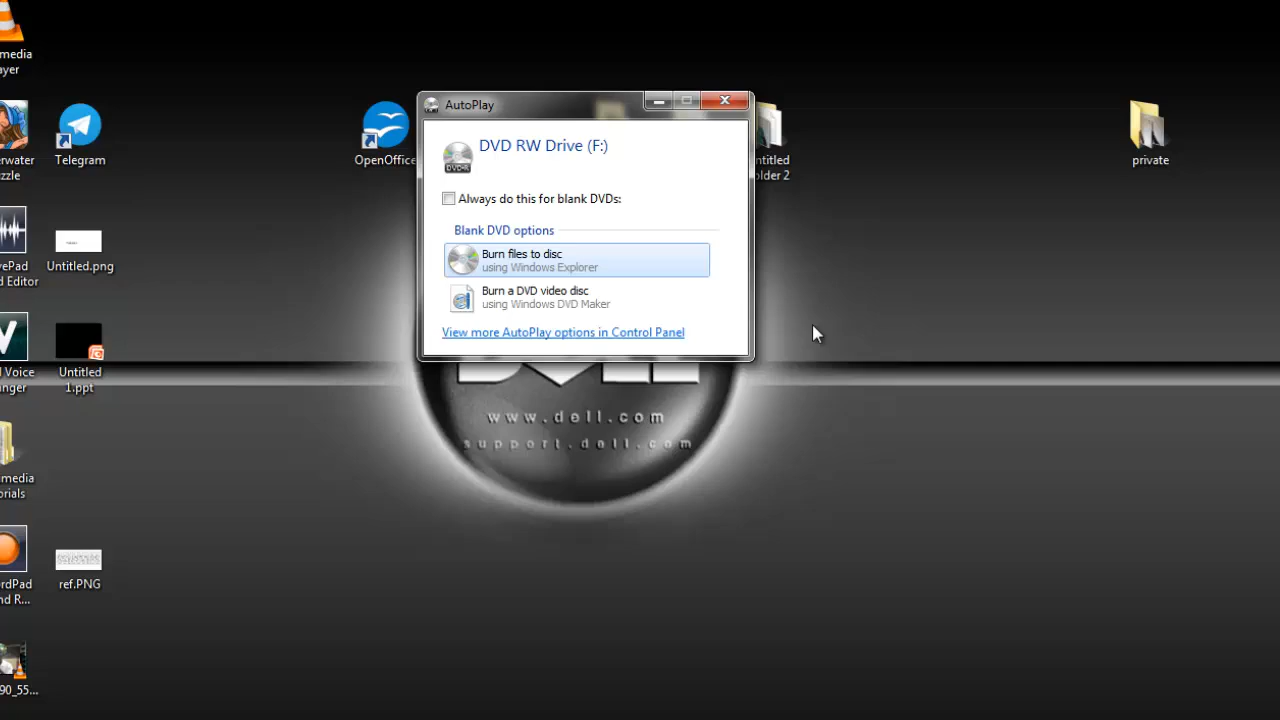 media
ayer
erwater
zzle
Telegram
OpenOffice
AutoPlay
DVD RW Drive (F:)
DVD-R
Always do this for blank DVDs:
Blank DVD options
Burn files to disc
using Windows Explorer
Burn a DVD video disc
using Windows DVD Maker
View more AutoPlay options in Control Panel
ntitled
older 2
private
vePad
d Editor
Untitled.png
l Voice
nger
Untitled
1.ppt
DELL
www.dell.com
support.dell.com
media
orials
rdPad
nd R...
ref.PNG
90_55...